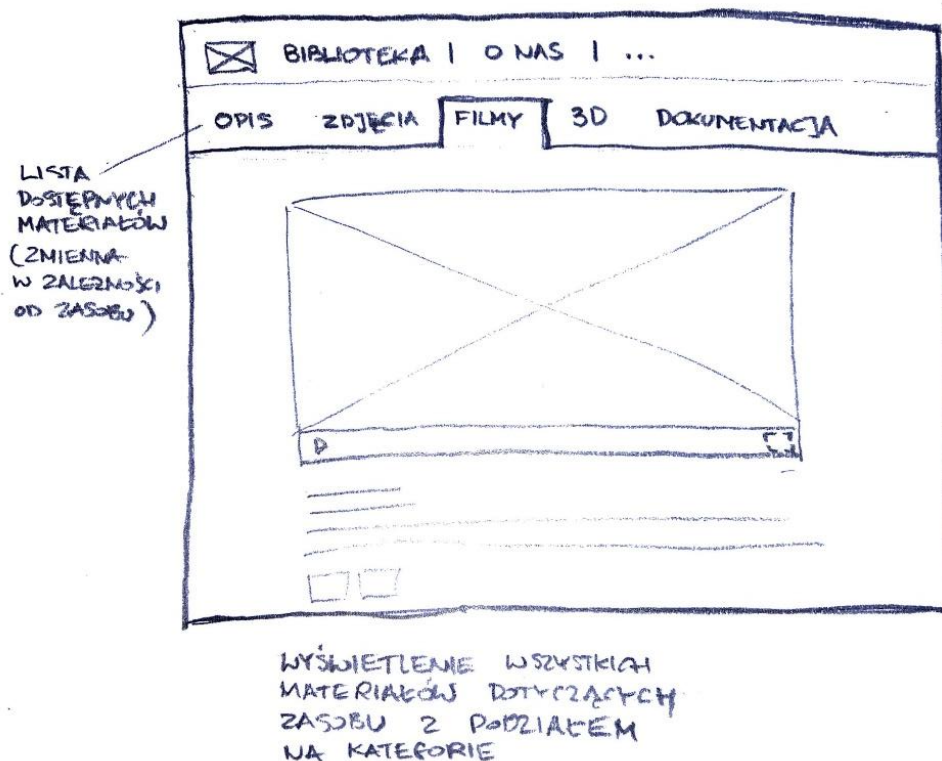 BIBLIOTEKA | O NAS | ...
OPIS ZDJĘCIA FILMY 3D DOKUMENTACJA
LISTA
DOSTĘPNYCH
MATERIAŁÓW
(ZMIENNA
W ZALEŻNOŚCI
OD ZASOBU)
WYŚWIETLENIE WSZYSTKICH
MATERIAŁÓW DOTYCZĄCYCH
ZASOBU Z PODZIAŁEM
NA KATEGORIE